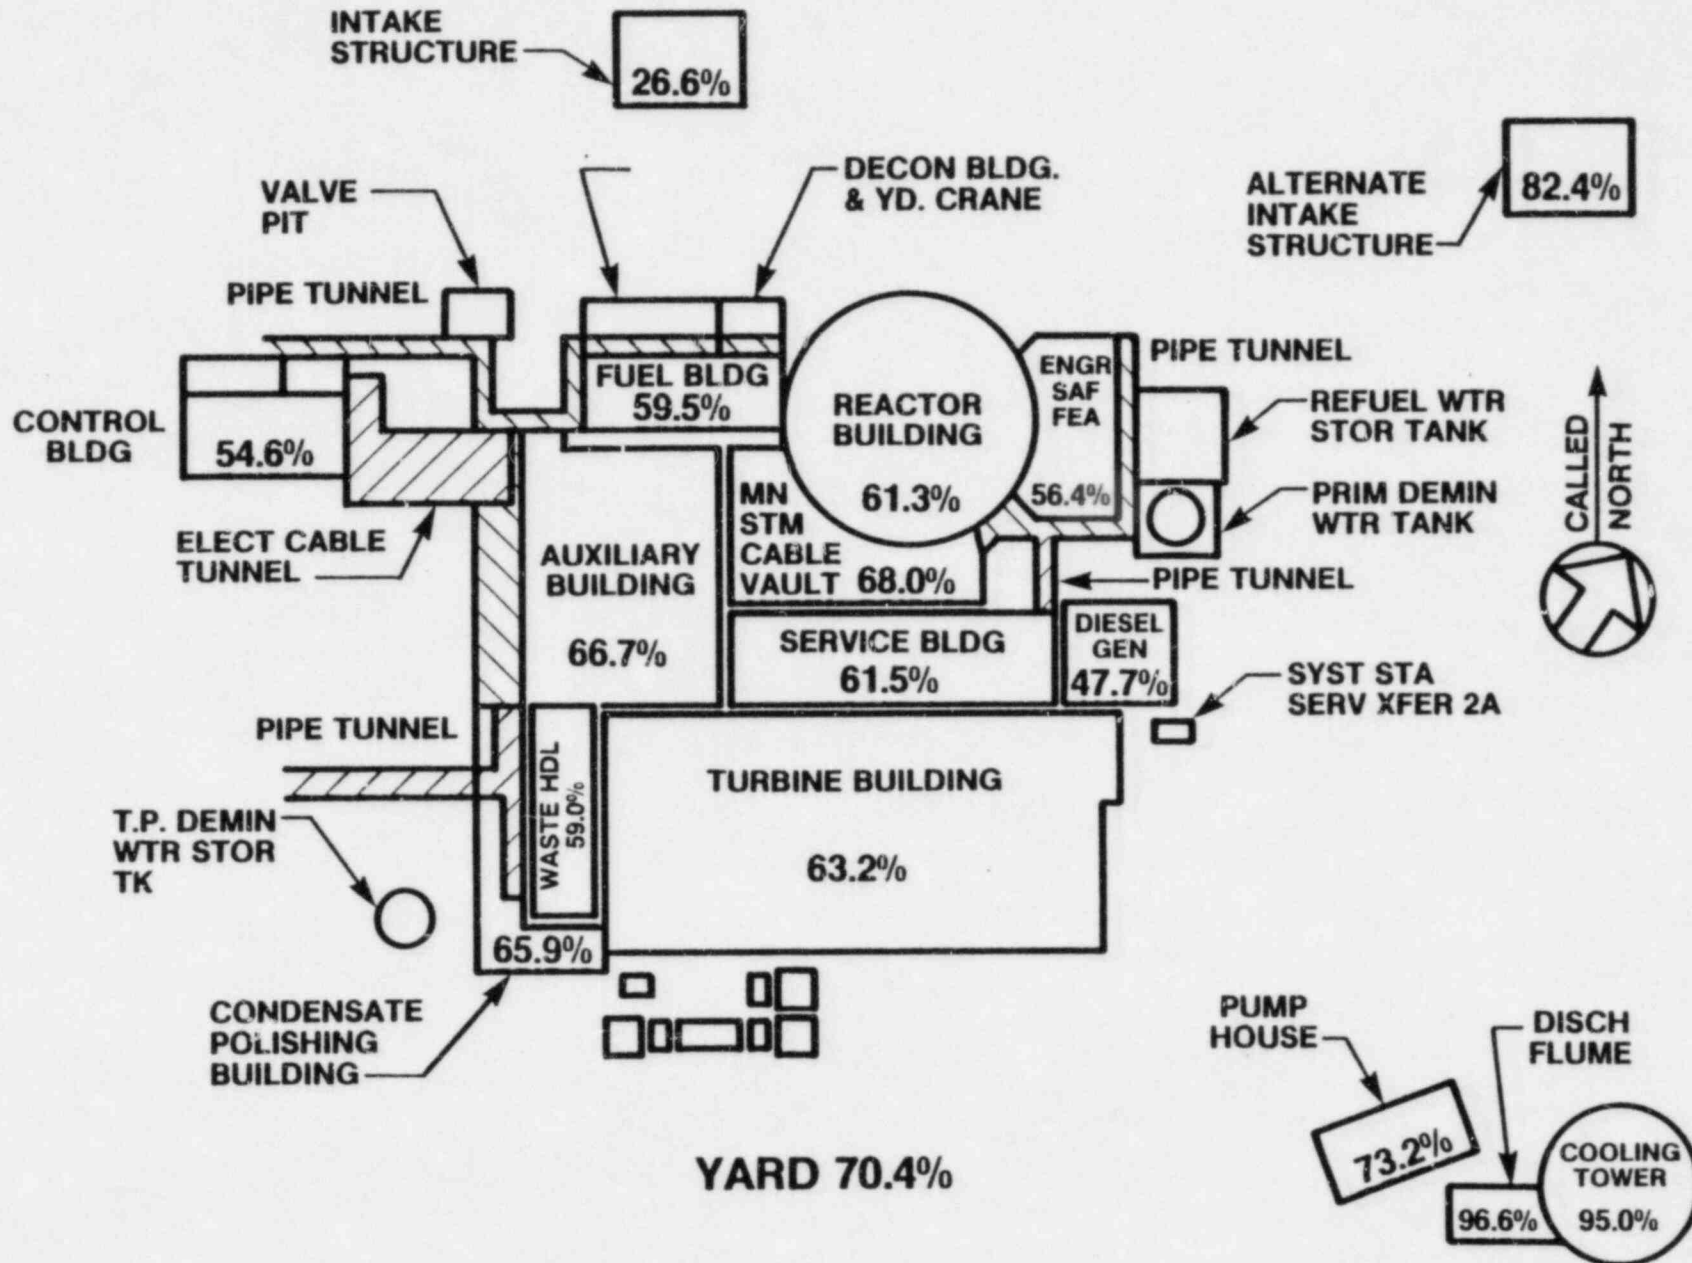 INTAKE
STRUCTURE
26.6%
DECON BLDG.
& YD. CRANE
VALVE
PIT
ALTERNATE
INTAKE
STRUCTURE
82.4%
PIPE TUNNEL
FUEL BLDG
59.5%
REACTOR
BUILDING
61.3%
ENGR
SAF
FEA
56.4%
PIPE TUNNEL
REFUEL WTR
STOR TANK
PRIM DEMIN
WTR TANK
CALLED
NORTH
CONTROL
BLDG
54.6%
ELECT CABLE
TUNNEL
AUXILIARY
BUILDING
66.7%
MN
STM
CABLE
VAULT 68.0%
PIPE TUNNEL
SERVICE BLDG
61.5%
DIESEL
GEN
47.7%
SYST STA
SERV XFER 2A
PIPE TUNNEL
WASTE HDL
59.0%
TURBINE BUILDING
63.2%
T.P. DEMIN
WTR STOR
TK
65.9%
CONDENSATE
POLISHING
BUILDING
PUMP
HOUSE
73.2%
DISCH
FLUME
96.6%
COOLING
TOWER
95.0%
YARD 70.4%